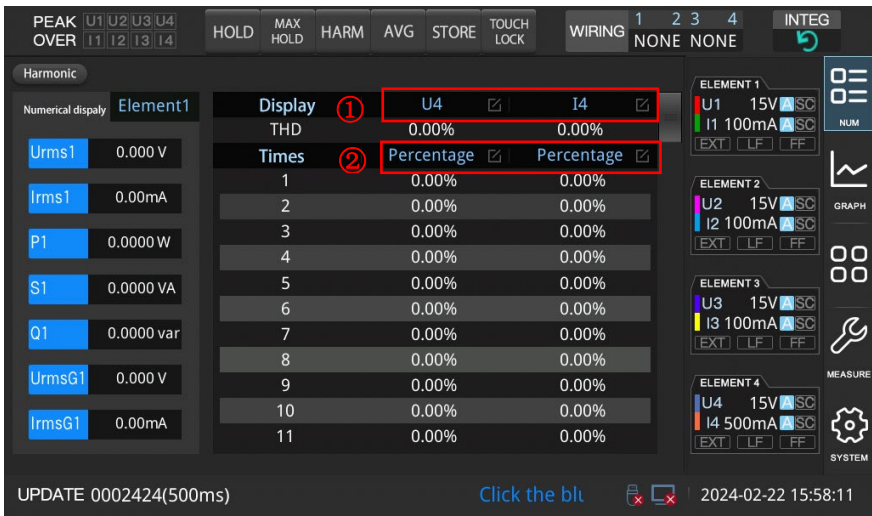 PEAK U1 U2 U3 U4
OVER I1 I2 I3 I4
HOLD
MAX HOLD
HARM
AVG
STORE
TOUCH LOCK
WIRING
1 2 3 4
NONE NONE
INTEG
Harmonic
Numerical dispaly Element1
Urms1 0.000 V
Irms1 0.00mA
P1 0.0000 W
S1 0.0000 VA
Q1 0.0000 var
UrmsG1 0.000 V
IrmsG1 0.00mA
Display ① U4 I4
THD 0.00% 0.00%
Times ② Percentage Percentage
1 0.00% 0.00%
2 0.00% 0.00%
3 0.00% 0.00%
4 0.00% 0.00%
5 0.00% 0.00%
6 0.00% 0.00%
7 0.00% 0.00%
8 0.00% 0.00%
9 0.00% 0.00%
10 0.00% 0.00%
11 0.00% 0.00%
ELEMENT 1
U1 15V A SC
I1 100mA A SC
EXT LF FF
ELEMENT 2
U2 15V A SC
I2 100mA A SC
EXT LF FF
ELEMENT 3
U3 15V A SC
I3 100mA A SC
EXT LF FF
ELEMENT 4
U4 15V A SC
I4 500mA A SC
EXT LF FF
NUM
GRAPH
MEASURE
SYSTEM
UPDATE 0002424(500ms)
Click the blu
2024-02-22 15:58:11